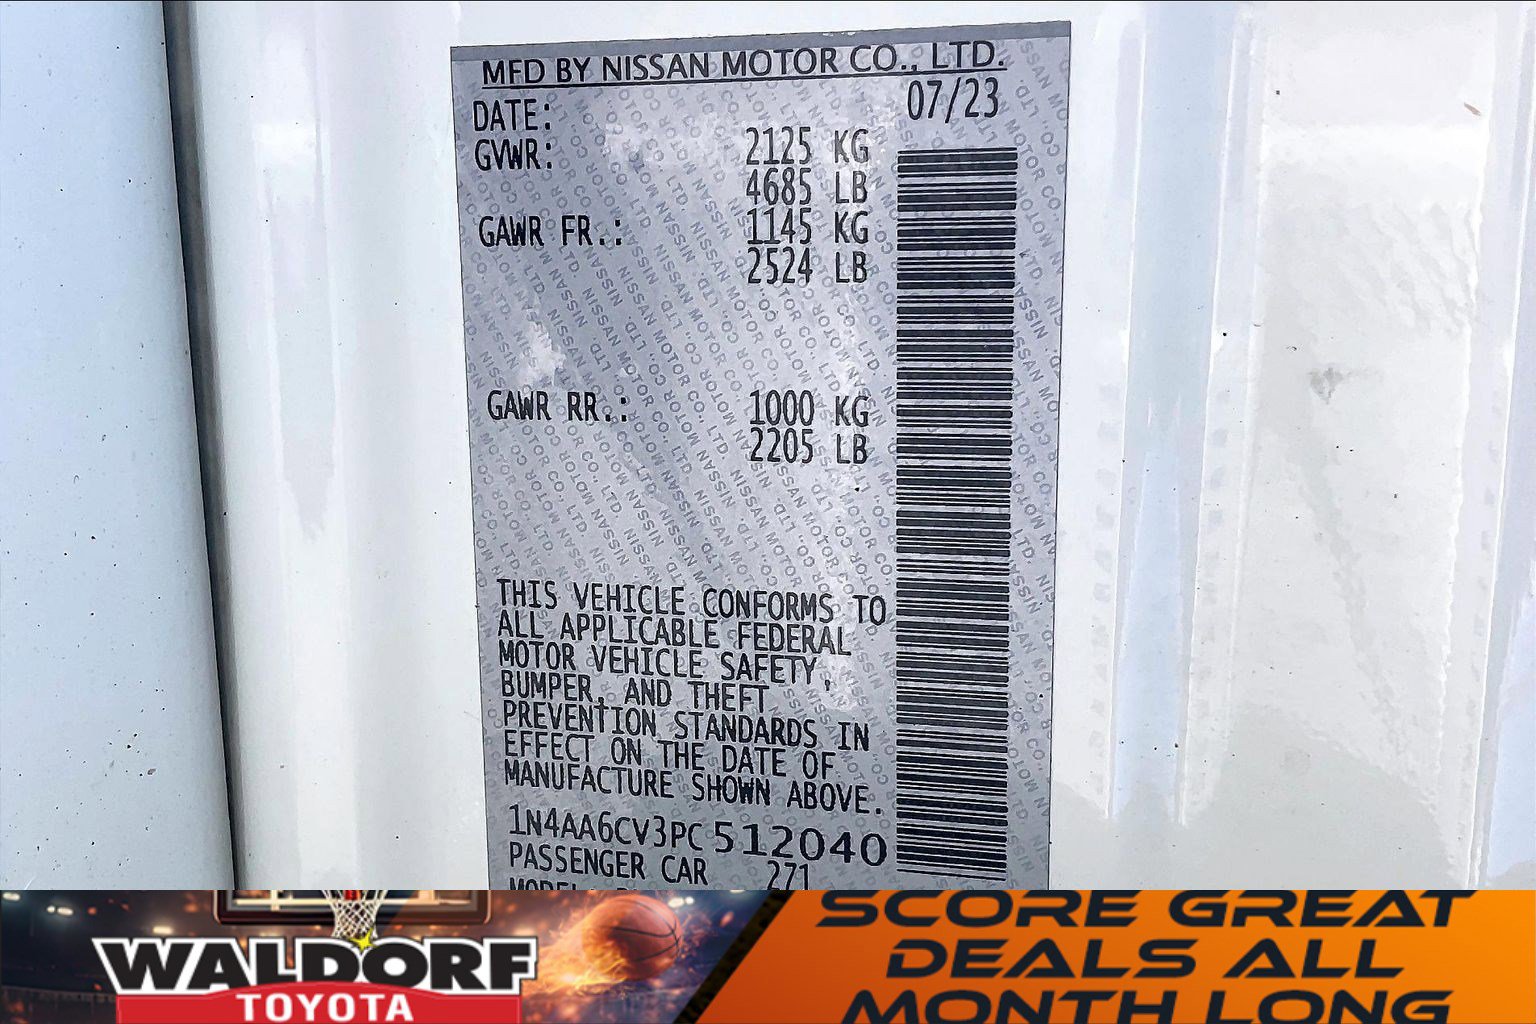 MFD BY NISSAN MOTOR CO., LTD.
DATE: 07/23
GVWR: 2125 KG
4685 LB
GAWR FR.: 1145 KG
2524 LB
GAWR RR.: 1000 KG
2205 LB
THIS VEHICLE CONFORMS TO
ALL APPLICABLE FEDERAL
MOTOR VEHICLE SAFETY,
BUMPER, AND THEFT
PREVENTION STANDARDS IN
EFFECT ON THE DATE OF
MANUFACTURE SHOWN ABOVE.
1N4AA6CV3PC512040
PASSENGER CAR 271
WALDORF
TOYOTA
SCORE GREAT
DEALS ALL
MONTH LONG